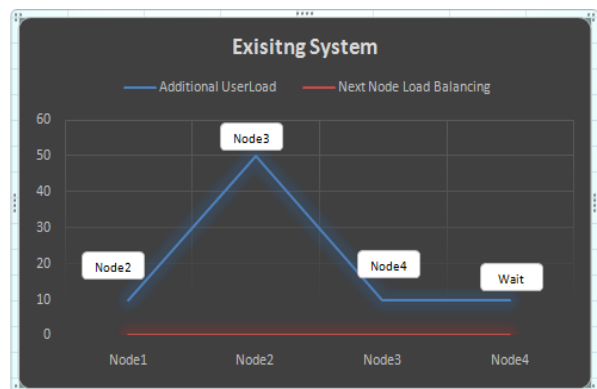 Exisitng System
Additional UserLoad Next Node Load Balancing
60
Node3
50
40
30
20
Node2
Node4
Wait
10
0
Node1 Node2 Node3 Node4